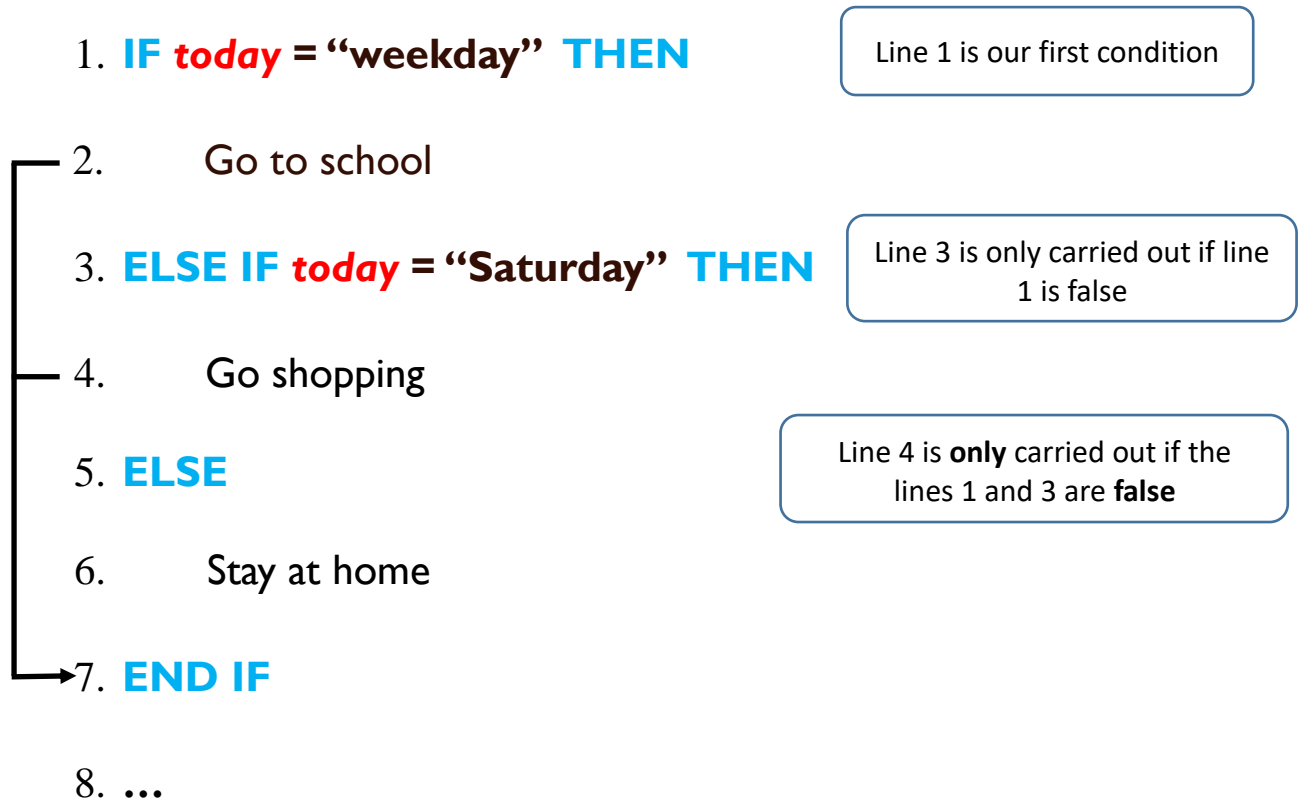 1. IF today = “weekday” THEN
Line 1 is our first condition
2. Go to school
3. ELSE IF today = “Saturday” THEN
Line 3 is only carried out if line
1 is false
4. Go shopping
5. ELSE
Line 4 is only carried out if the
lines 1 and 3 are false
6. Stay at home
7. END IF
8. ...